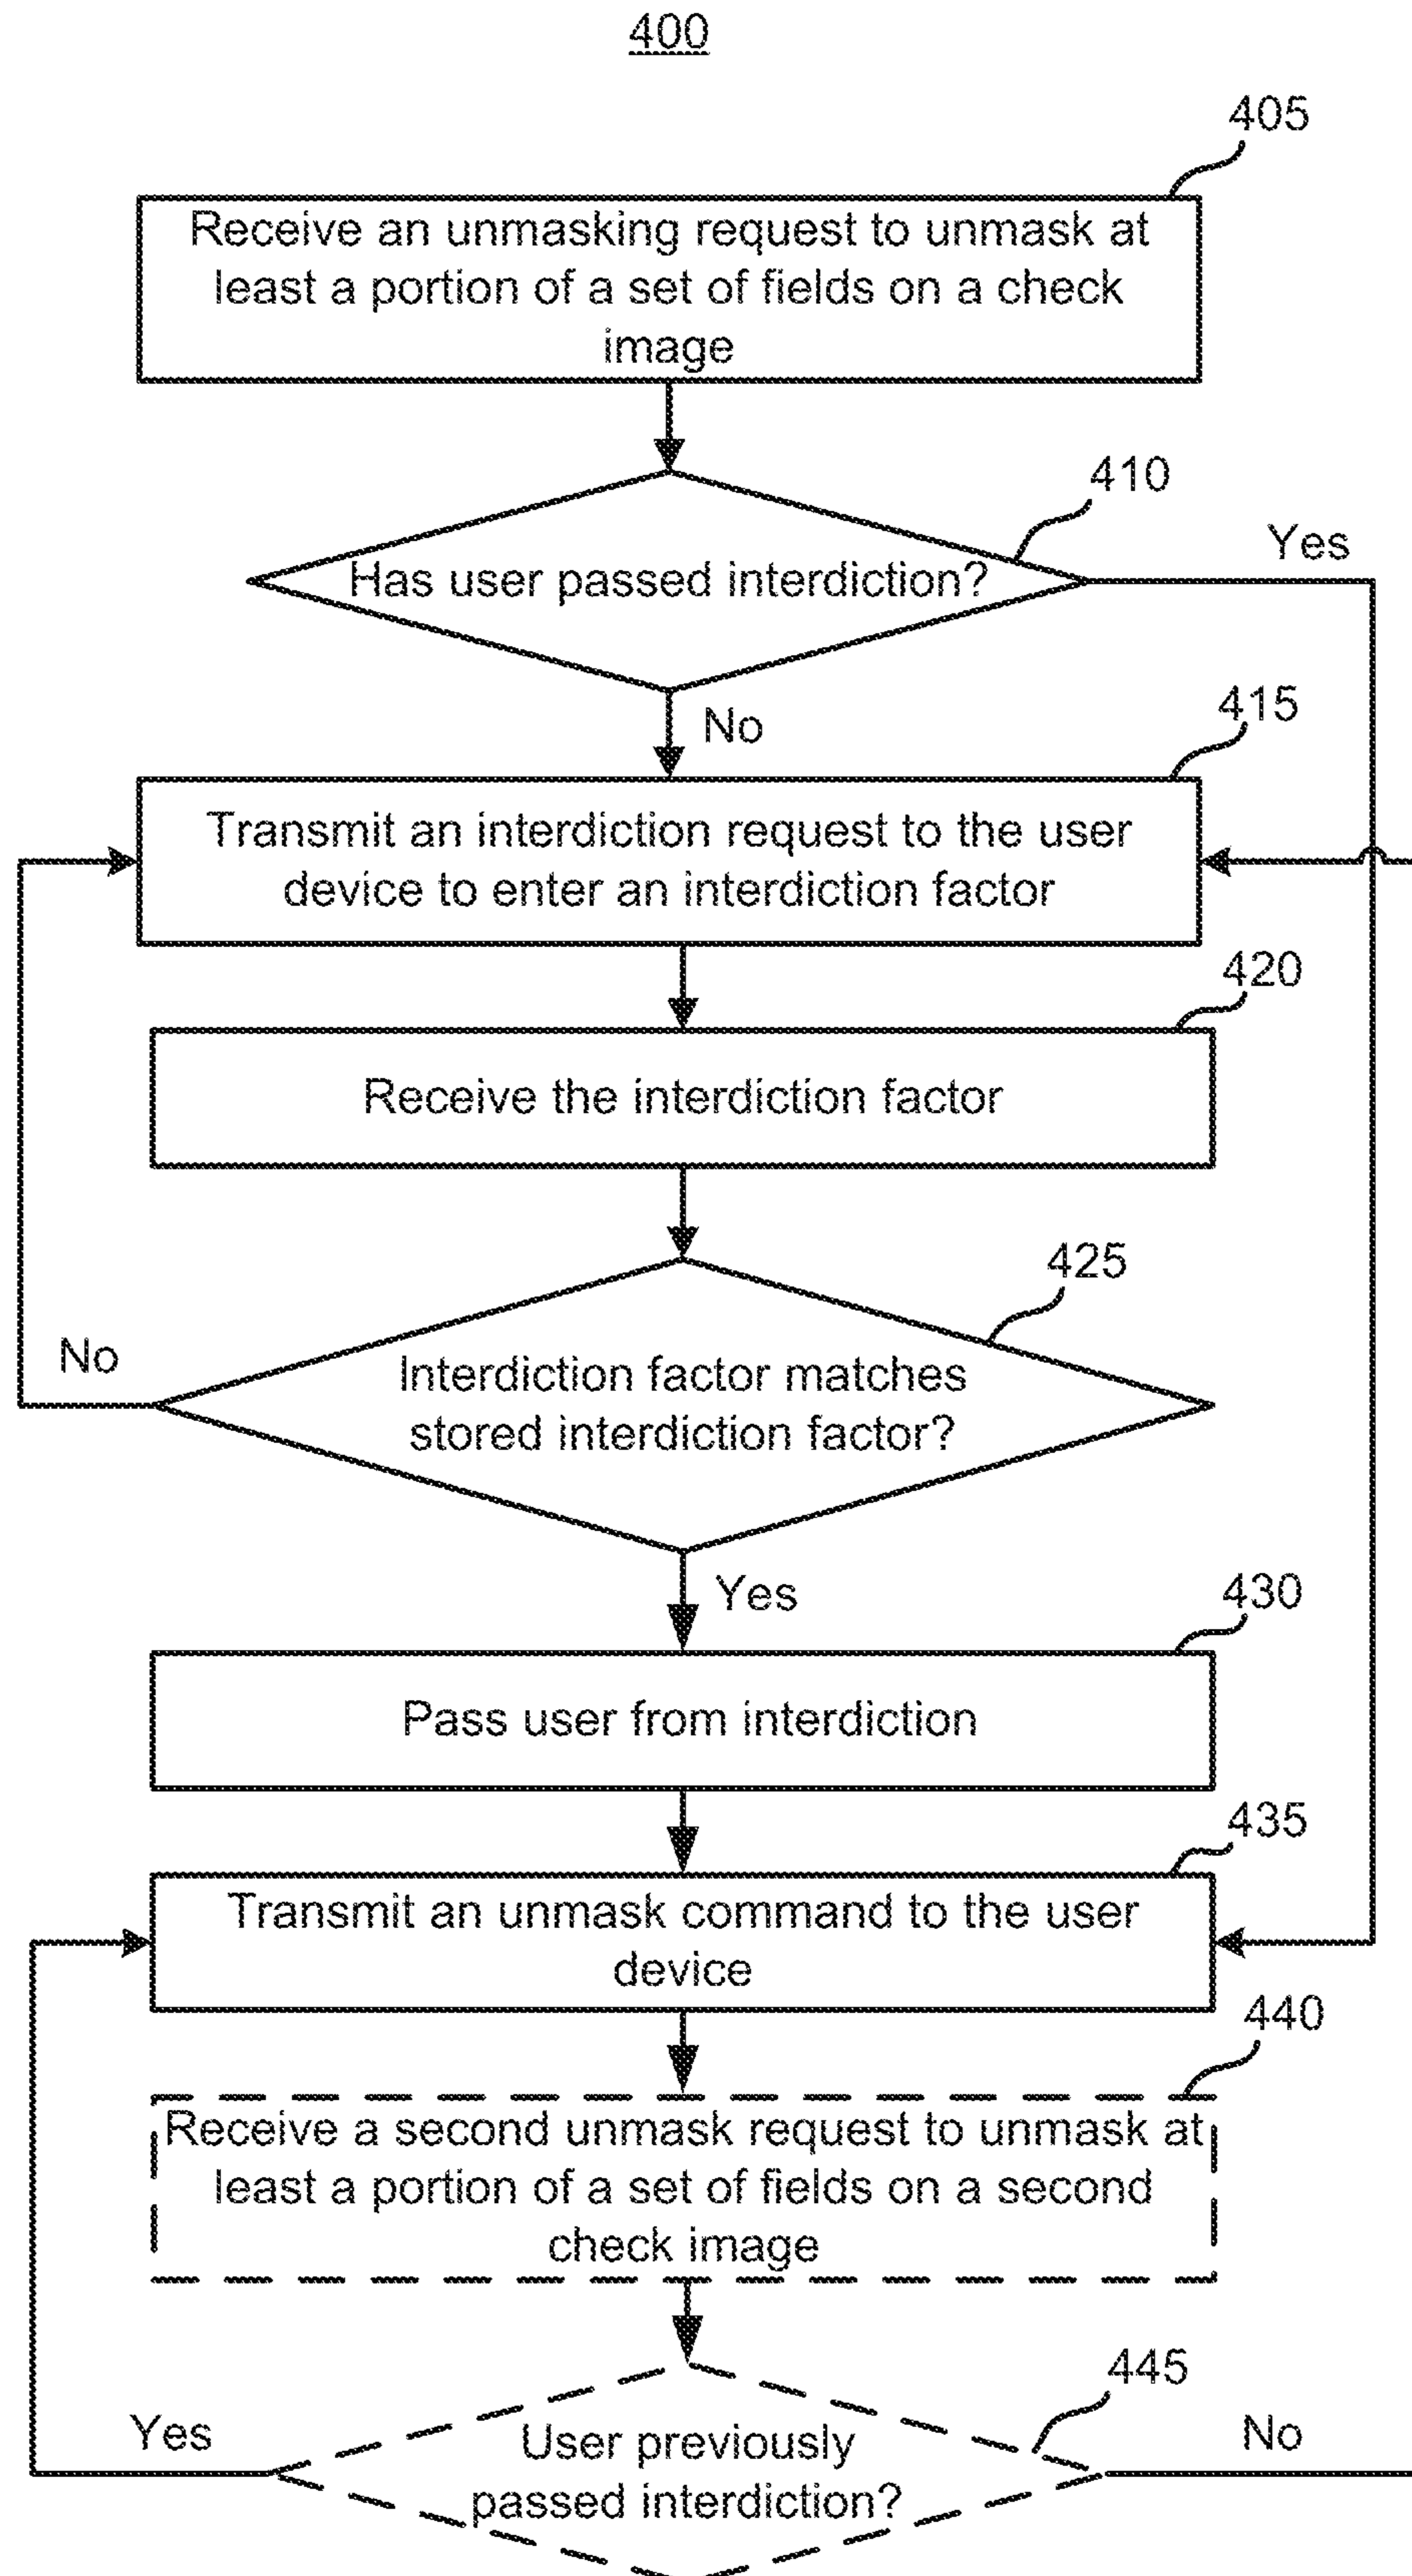 400
405
Receive an unmasking request to unmask at
least a portion of a set of fields on a check
image
410
Has user passed interdiction?
Yes
No
415
Transmit an interdiction request to the user
device to enter an interdiction factor
420
Receive the interdiction factor
425
Interdiction factor matches
stored interdiction factor?
No
Yes
430
Pass user from interdiction
435
Transmit an unmask command to the user
device
440
Receive a second unmask request to unmask at
least a portion of a set of fields on a second
check image
445
User previously
passed interdiction?
Yes
No